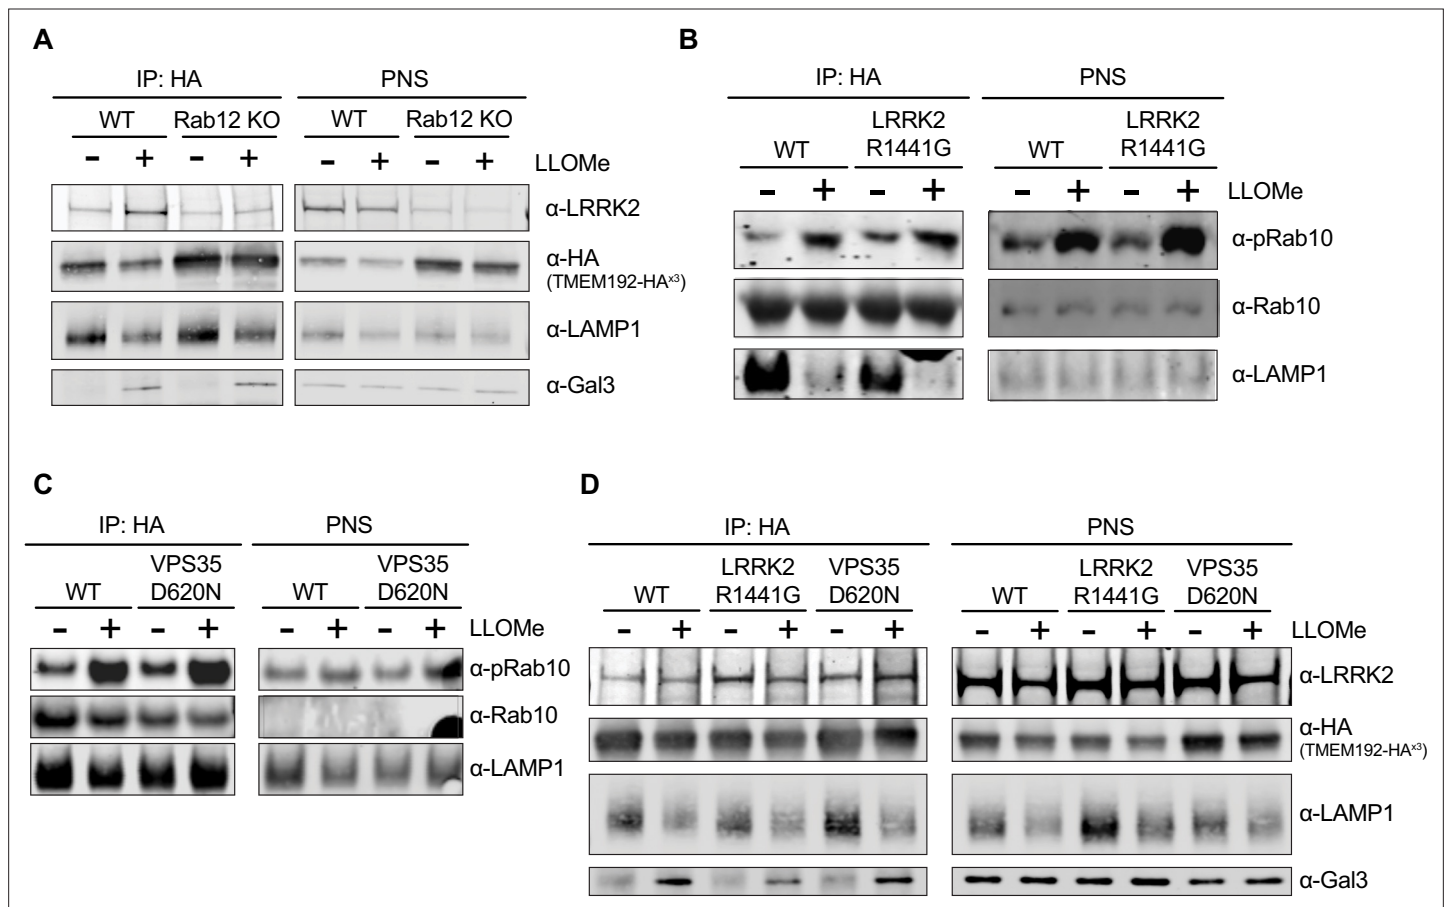 A
IP: HA PNS
WT Rab12 KO WT Rab12 KO
- + - + - + - + LLOMe
α-LRRK2
α-HA
(TMEM192-HAx3)
α-LAMP1
α-Gal3
B
IP: HA PNS
WT LRRK2 R1441G WT LRRK2 R1441G
- + - + - + - + LLOMe
α-pRab10
α-Rab10
α-LAMP1
C
IP: HA PNS
WT VPS35 D620N WT VPS35 D620N
- + - + - + - + LLOMe
α-pRab10
α-Rab10
α-LAMP1
D
IP: HA PNS
WT LRRK2 R1441G VPS35 D620N WT LRRK2 R1441G VPS35 D620N
- + - + - + - + - + - + LLOMe
α-LRRK2
α-HA
(TMEM192-HAx3)
α-LAMP1
α-Gal3